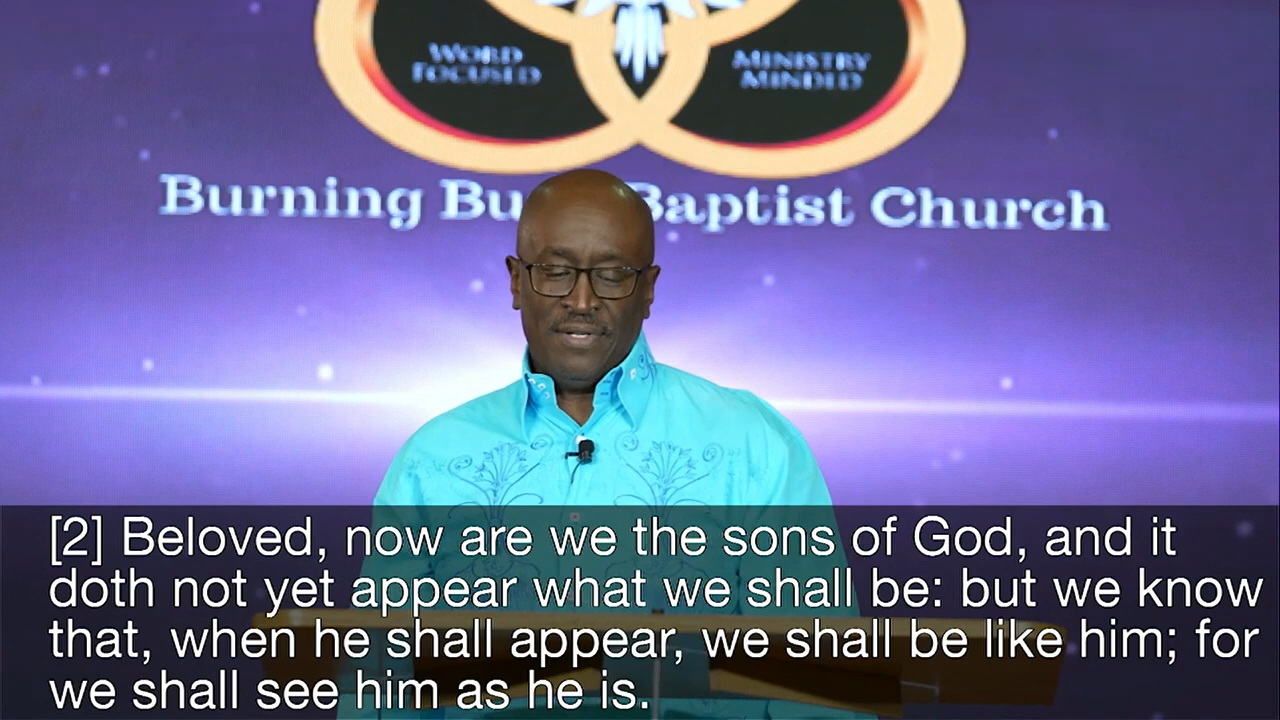 WORD
FOCUSED
MINISTRY
MINDED
Burning Bu Baptist Church
[2] Beloved, now are we the sons of God, and it
doth not yet appear what we shall be: but we know
that, when he shall appear, we shall be like him; for
we shall see him as he is.